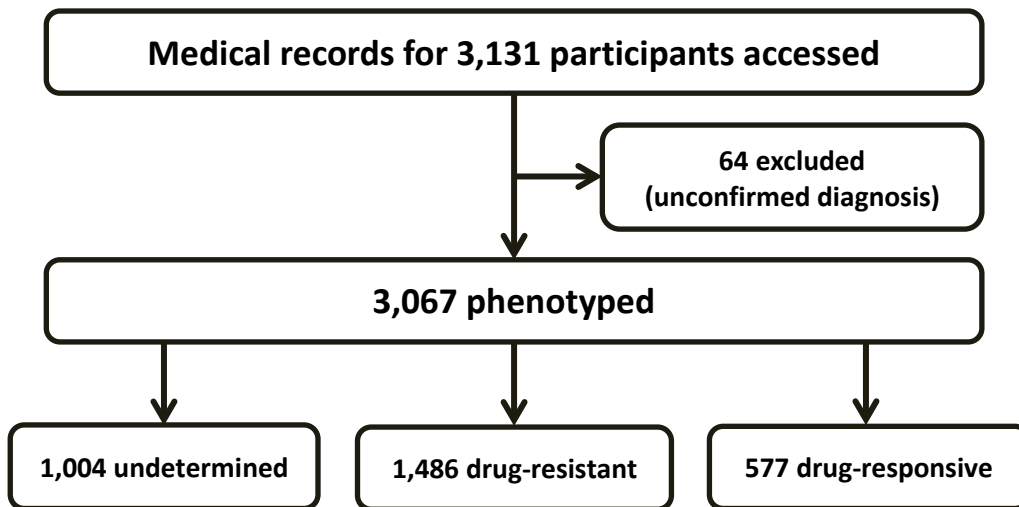 Medical records for 3,131 participants accessed
64 excluded
(unconfirmed diagnosis)
3,067 phenotyped
1,004 undetermined
1,486 drug-resistant
577 drug-responsive